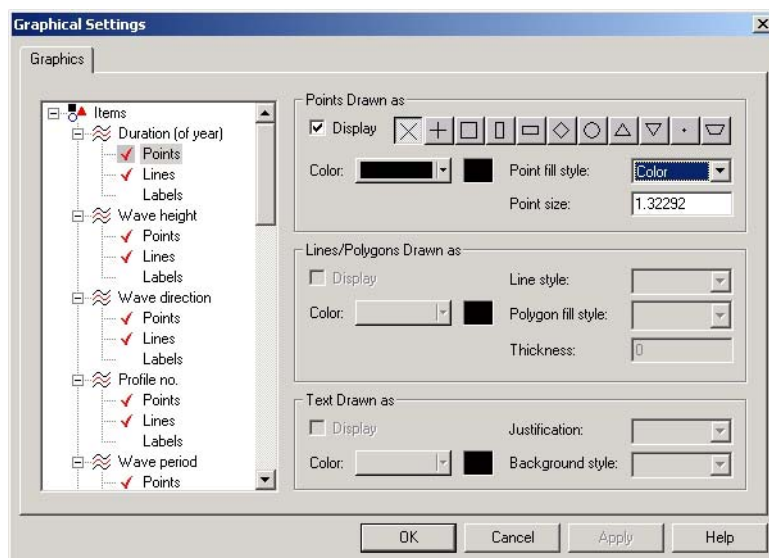 Graphical Settings
Graphics
Items
Duration (of year)
Points
Lines
Labels
Wave height
Points
Lines
Labels
Wave direction
Points
Lines
Labels
Profile no.
Points
Lines
Labels
Wave period
Points
Points Drawn as
Display
Color:
Point fill style:
Color
Point size:
1.32292
Lines/Polygons Drawn as
Display
Line style:
Color:
Polygon fill style:
Thickness:
0
Text Drawn as
Display
Justification:
Color:
Background style:
OK
Cancel
Apply
Help